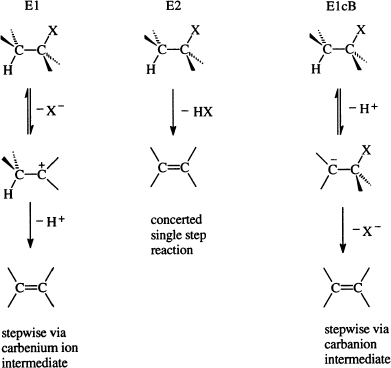 E1
E2
E1cB
X
C–C
H
X
C–C
H
X
C–C
H
–X⁻
– HX
–H⁺
+
C–C
H
C=C
X
–
C–C
–H⁺
concerted
single step
reaction
–X⁻
C=C
C=C
stepwise via
carbenium ion
intermediate
stepwise via
carbanion
intermediate